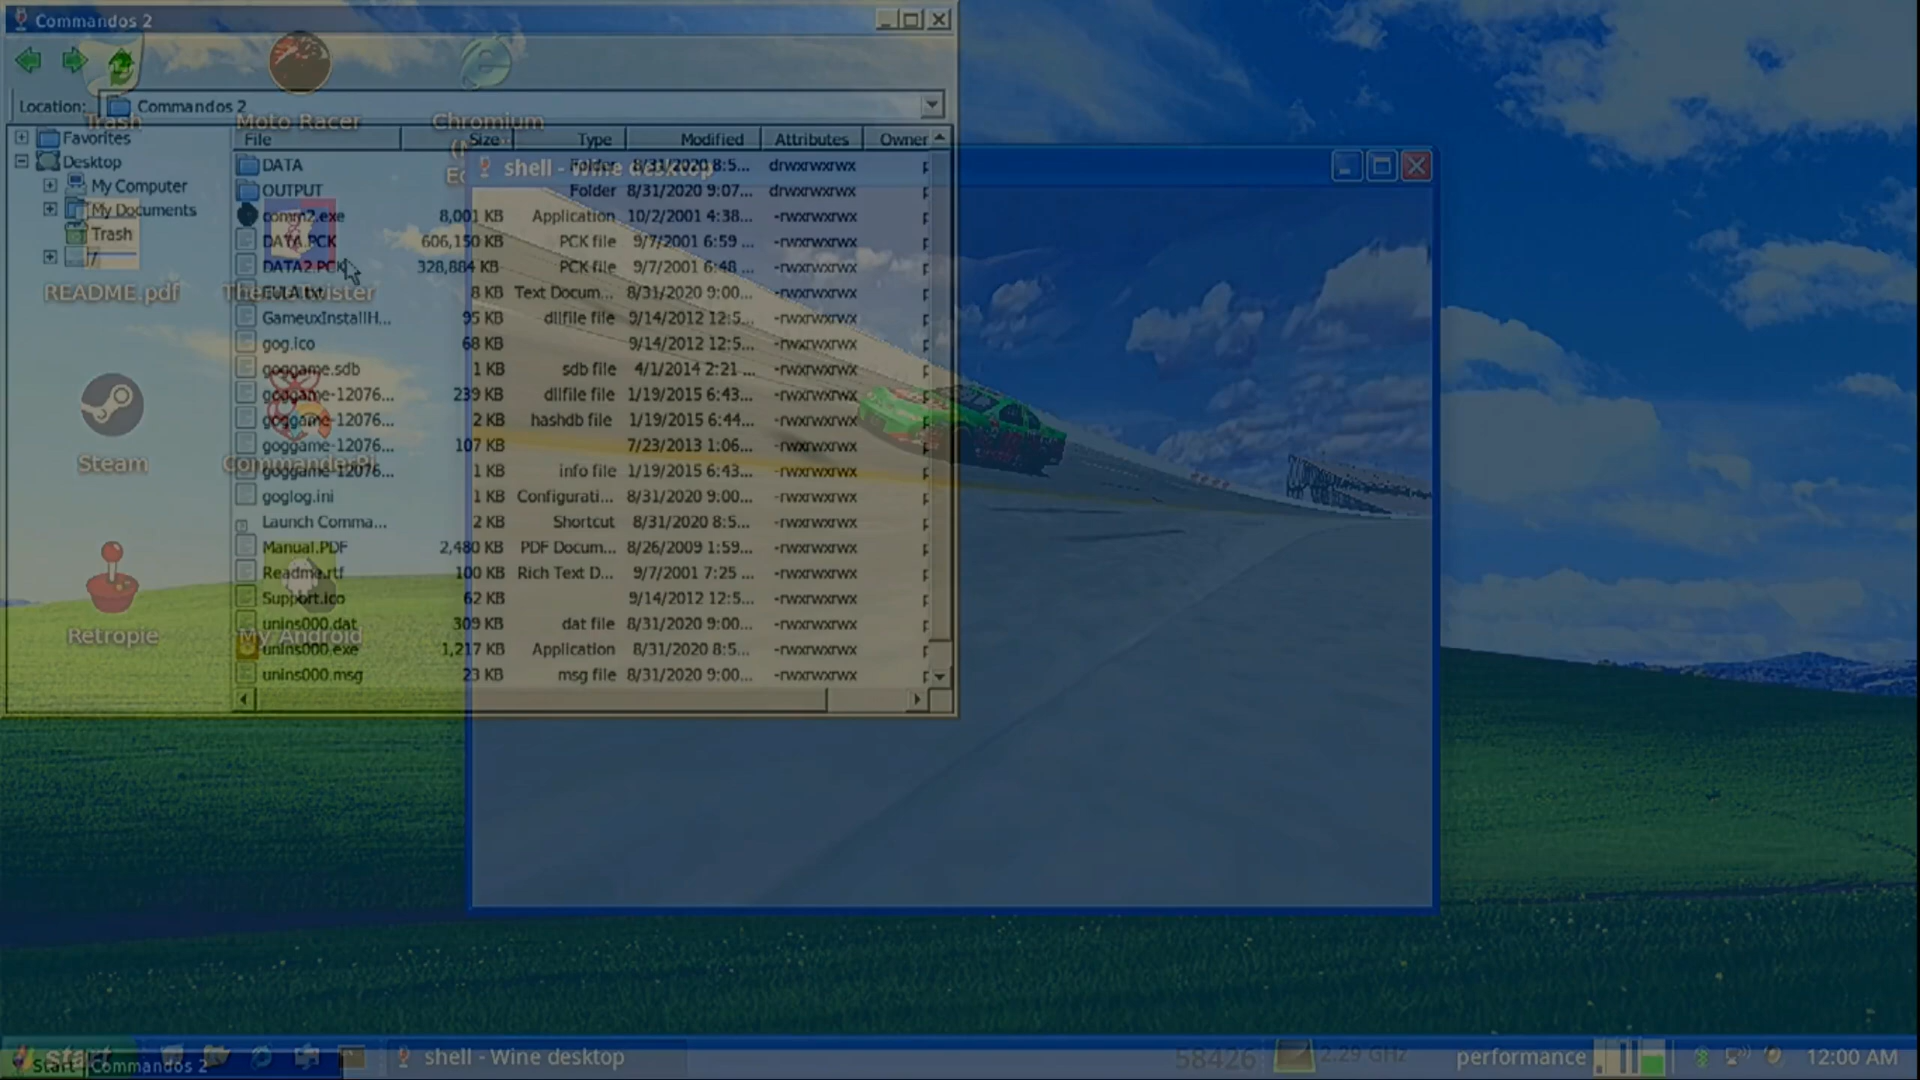 Commandos 2
Location: Commandos 2
Trash
Moto Racer
Chromium
Favorites
Desktop
My Computer
My Documents
Trash
/
File Size Type Modified Attributes Owner
DATA Folder 8/31/2020 8:5... drwxrwxrwx
OUTPUT Folder 8/31/2020 9:07... drwxrwxrwx
comm2.exe 8,001 KB Application 10/2/2001 4:38... -rwxrwxrwx
DATA.PCK 606,150 KB PCK file 9/7/2001 6:59 ... -rwxrwxrwx
DATA2.PCK 328,884 KB PCK file 9/7/2001 6:48 ... -rwxrwxrwx
EULA.txt 8 KB Text Docum... 8/31/2020 9:00... -rwxrwxrwx
GameuxInstallH... 95 KB dllfile file 9/14/2012 12:5... -rwxrwxrwx
gog.ico 68 KB 9/14/2012 12:5... -rwxrwxrwx
goggame.sdb 1 KB sdb file 4/1/2014 2:21 ... -rwxrwxrwx
goggame-12076... 239 KB dllfile file 1/19/2015 6:43... -rwxrwxrwx
goggame-12076... 2 KB hashdb file 1/19/2015 6:44... -rwxrwxrwx
goggame-12076... 107 KB 7/23/2013 1:06... -rwxrwxrwx
goggame-12076... 1 KB info file 1/19/2015 6:43... -rwxrwxrwx
goglog.ini 1 KB Configurati... 8/31/2020 9:00... -rwxrwxrwx
Launch Comma... 2 KB Shortcut 8/31/2020 8:5... -rwxrwxrwx
Manual.PDF 2,480 KB PDF Docum... 8/26/2009 1:59... -rwxrwxrwx
Readme.rtf 100 KB Rich Text D... 9/7/2001 7:25 ... -rwxrwxrwx
Support.ico 62 KB 9/14/2012 12:5... -rwxrwxrwx
unins000.dat 309 KB dat file 8/31/2020 9:00... -rwxrwxrwx
unins000.exe 1,217 KB Application 8/31/2020 8:5... -rwxrwxrwx
unins000.msg 23 KB msg file 8/31/2020 9:00... -rwxrwxrwx
shell - Wine desktop
README.pdf
Steam
CommanderPi
Retropie
My Android
start
Start Commandos 2
shell - Wine desktop
58426 2.29 GHz performance 12:00 AM